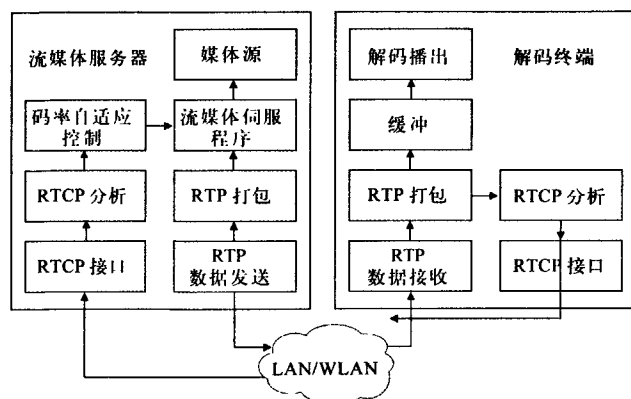 流媒体服务器
媒体源
码率自适应
控制
流媒体伺服
程序
RTCP 分析
RTP 打包
RTCP 接口
RTP
数据发送
解码播出
解码终端
缓冲
RTP 打包
RTCP 分析
RTP
数据接收
RTCP 接口
LAN/WLAN